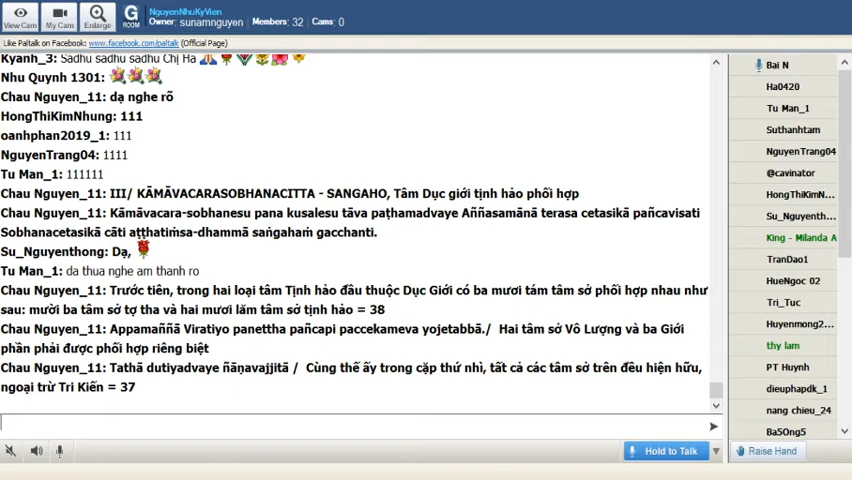 NguyenNhuKyVien
View Cam
My Cam
Enlarge
G
ROOM
Owner: sunamnguyen Members: 32 Cams: 0
Like Paltalk on Facebook: www.facebook.com/paltalk (Official Page)
Kyanh_3: Sadhu sadhu sadhu Chị Hà
Nhu Quynh 1301:
Chau Nguyen_11: dạ nghe rõ
HongThiKimNhung: 111
oanhphan2019_1: 111
NguyenTrang04: 1111
Tu Man_1: 111111
Chau Nguyen_11: III/ KĀMĀVACARASOBHANACITTA - SANGAHO, Tâm Dục giới tịnh hảo phối hợp
Chau Nguyen_11: Kāmāvacara-sobhanesu pana kusalesu tāva paṭhamadvaye Aññasamānā terasa cetasikā pañcavisati
Sobhanacetasikā cāti aṭṭhatiṃsa-dhammā saṅgahaṃ gacchanti.
Su_Nguyenthong: Dạ,
Tu Man_1: da thua nghe am thanh ro
Chau Nguyen_11: Trước tiên, trong hai loại tâm Tịnh hảo đầu thuộc Dục Giới có ba mươi tám tâm sở phối hợp nhau như
sau: mười ba tâm sở tợ tha và hai mươi lăm tâm sở tịnh hảo = 38
Chau Nguyen_11: Appamaññā Viratiyo panettha pañcapi paccekameva yojetabbā./ Hai tâm sở Vô Lượng và ba Giới
phần phải được phối hợp riêng biệt
Chau Nguyen_11: Tathā dutiyadvaye ñāṇavajjitā / Cùng thế ấy trong cặp thứ nhì, tất cả các tâm sở trên đều hiện hữu,
ngoại trừ Tri Kiến = 37
Hold to Talk
Bai N
Ha0420
Tu Man_1
Suthanhtam
NguyenTrang04
@cavinator
HongThiKimN...
Su_Nguyenth...
King - Milanda A
TranDao1
HueNgoc 02
Tri_Tuc
Huyenmong2...
thy lam
PT Huynh
dieuphapdk_1
nang chieu_24
Ba5Ong5
Raise Hand